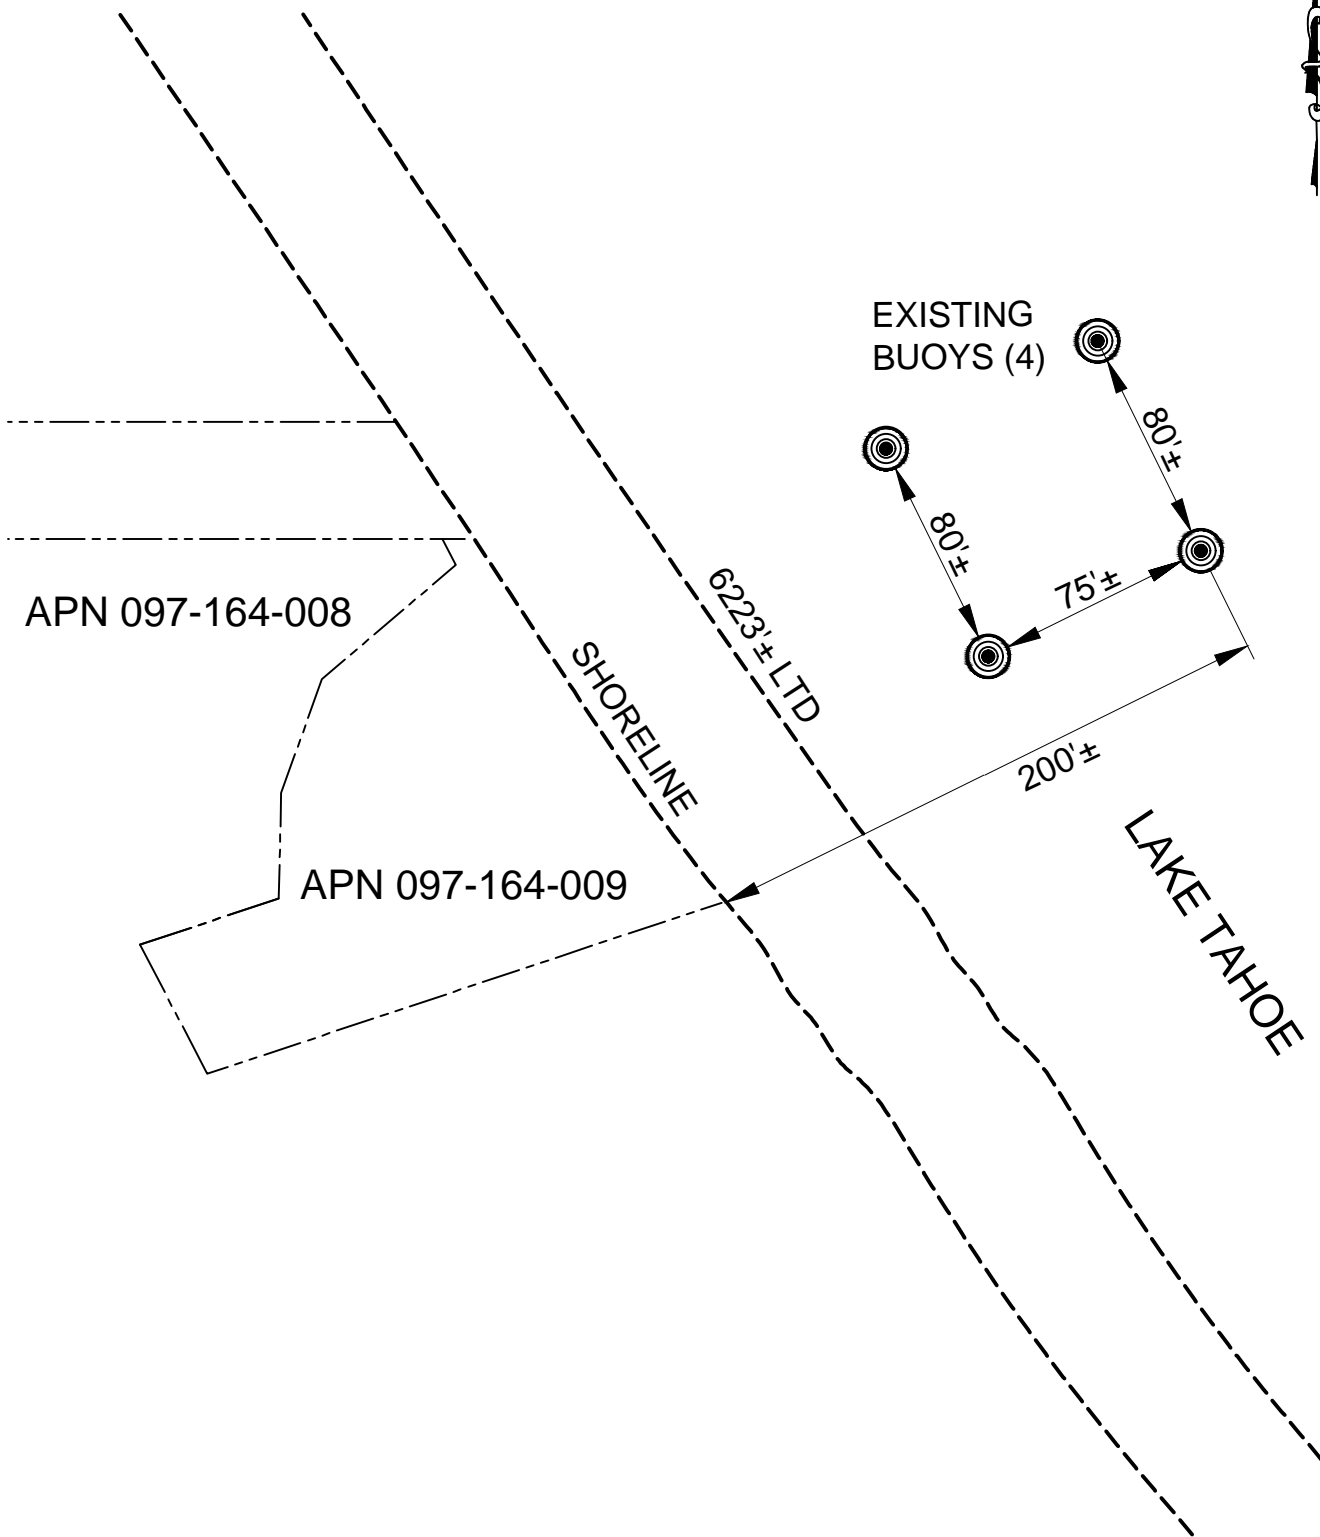 EXISTING
BUOYS (4)
80'±
80'±
75'±
APN 097-164-008
6223'± LTD
SHORELINE
200'±
LAKE TAHOE
APN 097-164-009